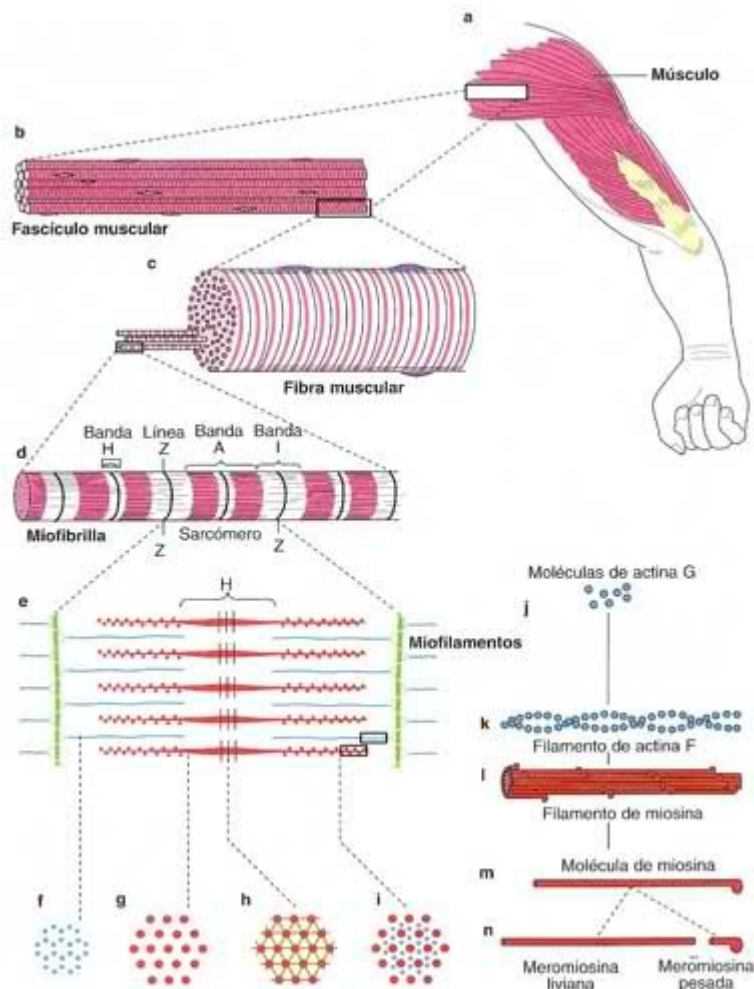 a
Músculo
b
Fascículo muscular
c
Fibra muscular
d
Banda
H
Línea
Z
Banda
A
Banda
I
Miofibrilla
Z
Sarcómero
Z
e
H
Miofilamentos
Moléculas de actina G
j
k
Filamento de actina F
l
Filamento de miosina
Molécula de miosina
m
n
Meromiosina
liviana
Meromiosina
pesada
f
g
h
i